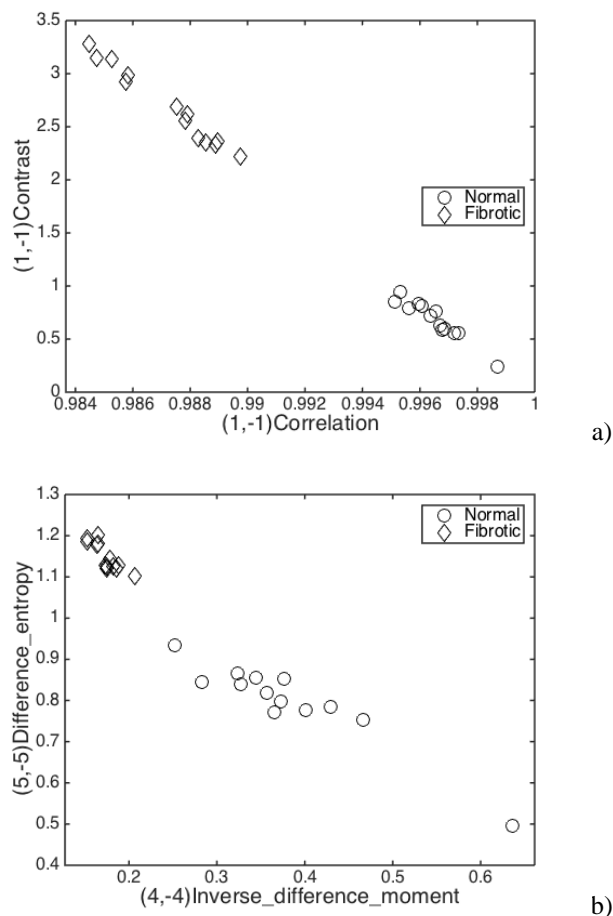 3.5
3
2.5
2
1.5
1
0.5
0
(1,-1)Contrast
Normal
Fibrotic
0.984 0.986 0.988 0.99 0.992 0.994 0.996 0.998 1
(1,-1)Correlation
a)
1.3
1.2
1.1
1
0.9
0.8
0.7
0.6
0.5
0.4
(5,-5)Difference_entropy
Normal
Fibrotic
0.2 0.3 0.4 0.5 0.6
(4,-4)Inverse_difference_moment
b)